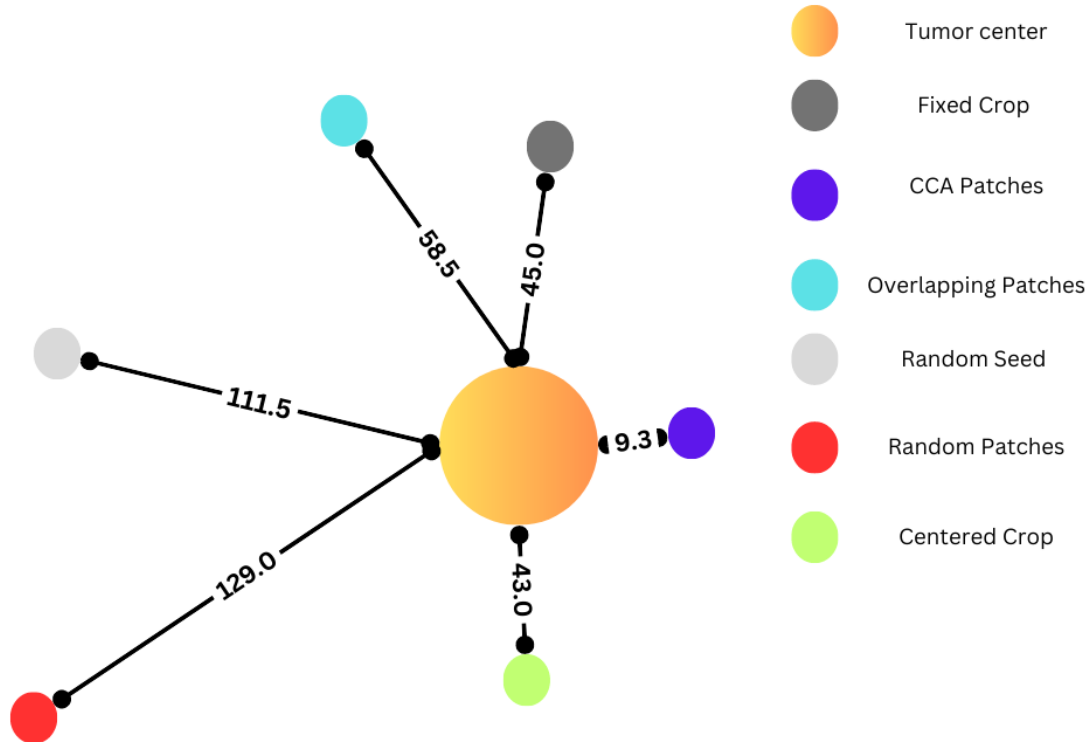 Tumor center
Fixed Crop
CCA Patches
Overlapping Patches
Random Seed
Random Patches
Centered Crop
58.5
45.0
111.5
9.3
129.0
43.0